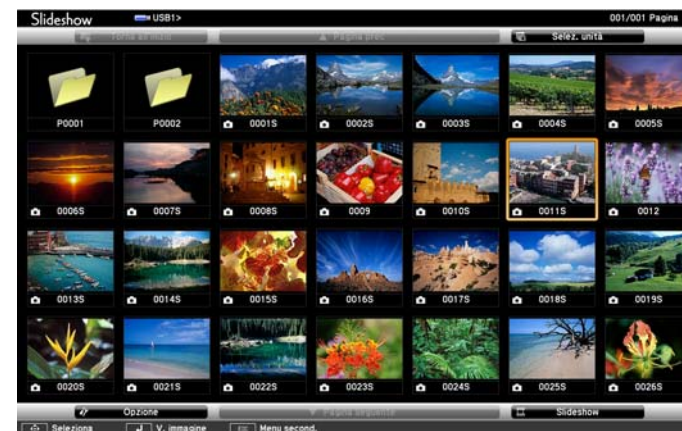 Slideshow USB1> 001/001 Pagina
Torna all'inizio Pagina prec. Selez. unità
P0001 P0002 0001S 0002S 0003S 0004S 0005S
0006S 0007S 0008S 0009 0010S 0011S 0012
0013S 0014S 0015S 0016S 0017S 0018S 0019S
0020S 0021S 0022S 0023S 0024S 0025S 0026S
Opzione Pagina seguente Slideshow
Seleziona V. immagine Menu second.